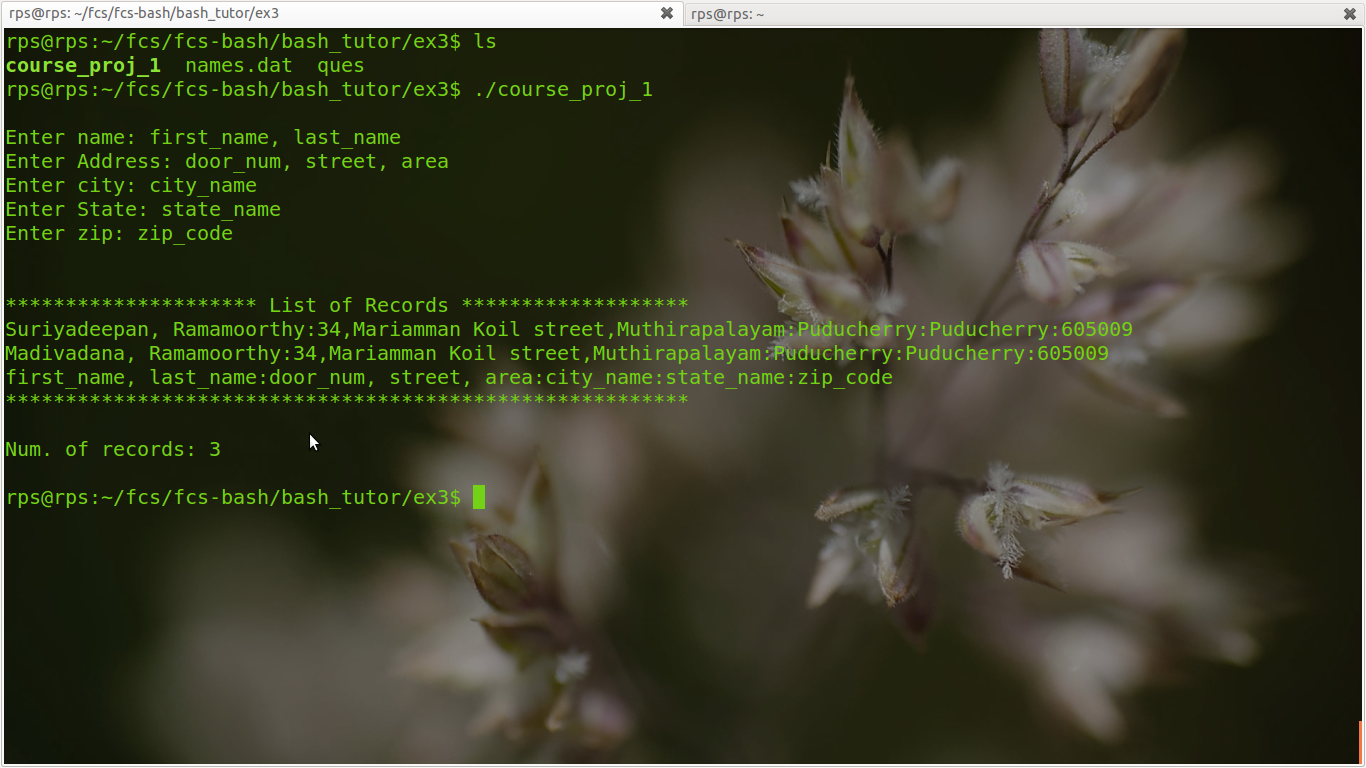 rps@rps: ~/fcs/fcs-bash/bash_tutor/ex3
rps@rps: ~
rps@rps:~/fcs/fcs-bash/bash_tutor/ex3$ ls
course_proj_1  names.dat  ques
rps@rps:~/fcs/fcs-bash/bash_tutor/ex3$ ./course_proj_1
Enter name: first_name, last_name
Enter Address: door_num, street, area
Enter city: city_name
Enter State: state_name
Enter zip: zip_code
********************* List of Records *******************
Suriyadeepan, Ramamoorthy:34,Mariamman Koil street,Muthirapalayam:Puducherry:Puducherry:605009
Madivadana, Ramamoorthy:34,Mariamman Koil street,Muthirapalayam:Puducherry:Puducherry:605009
first_name, last_name:door_num, street, area:city_name:state_name:zip_code
*********************************************************
Num. of records: 3
rps@rps:~/fcs/fcs-bash/bash_tutor/ex3$